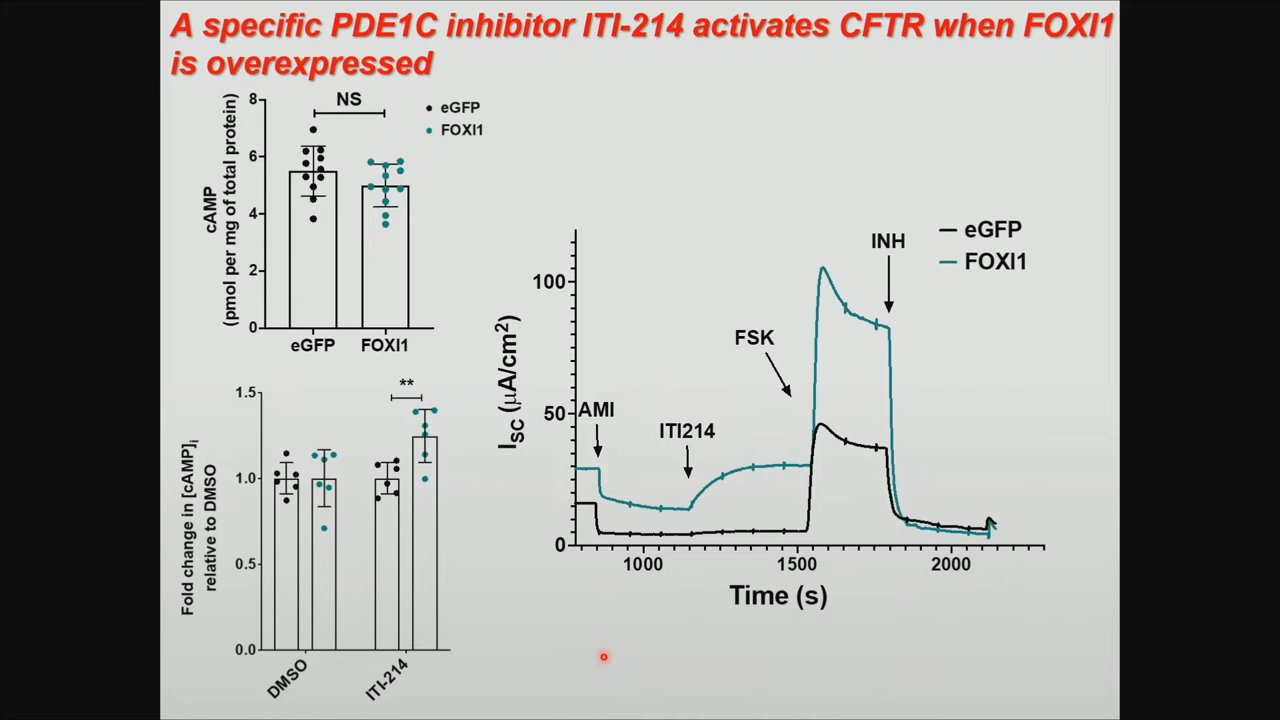 A specific PDE1C inhibitor ITI-214 activates CFTR when FOXI1
is overexpressed
NS
eGFP
FOXI1
cAMP
(pmol per mg of total protein)
8
6
4
2
0
eGFP
FOXI1
**
Fold change in [cAMP]i
relative to DMSO
1.5
1.0
0.5
0.0
DMSO
ITI-214
eGFP
FOXI1
INH
FSK
AMI
ITI214
ISC (μA/cm2)
100
50
0
1000
1500
2000
Time (s)